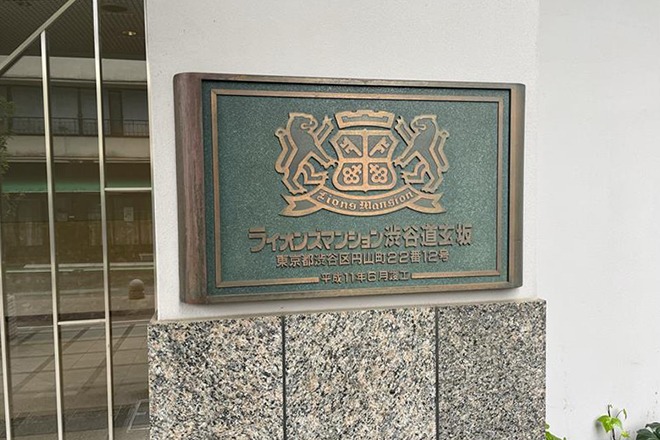 Lions Mansion
ライオンズマンション渋谷道玄坂
東京都渋谷区円山町22番12号
平成11年6月竣工